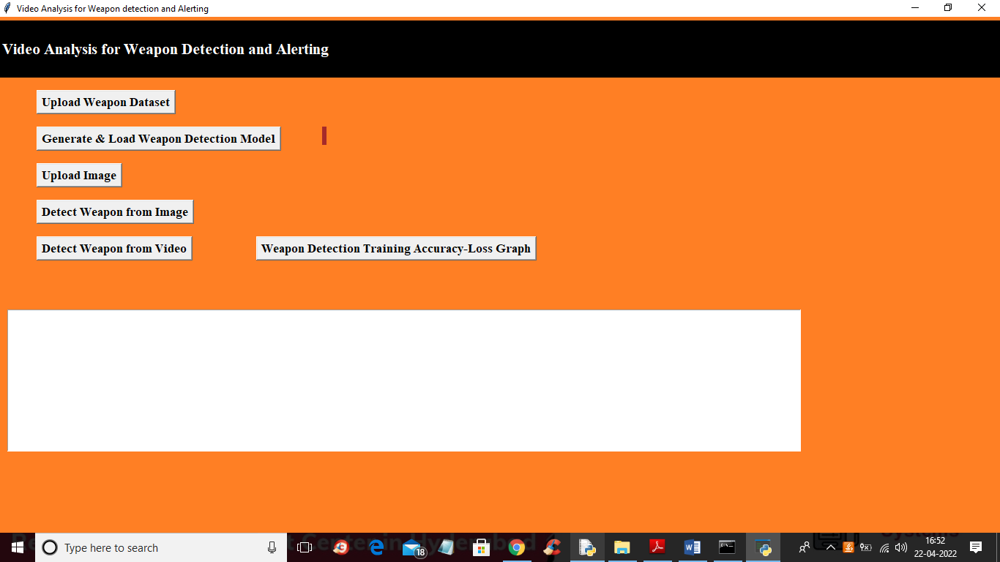 Video Analysis for Weapon detection and Alerting
Video Analysis for Weapon Detection and Alerting
Upload Weapon Dataset
Generate & Load Weapon Detection Model
Upload Image
Detect Weapon from Image
Detect Weapon from Video
Weapon Detection Training Accuracy-Loss Graph
Type here to search
18
16:52
22-04-2022